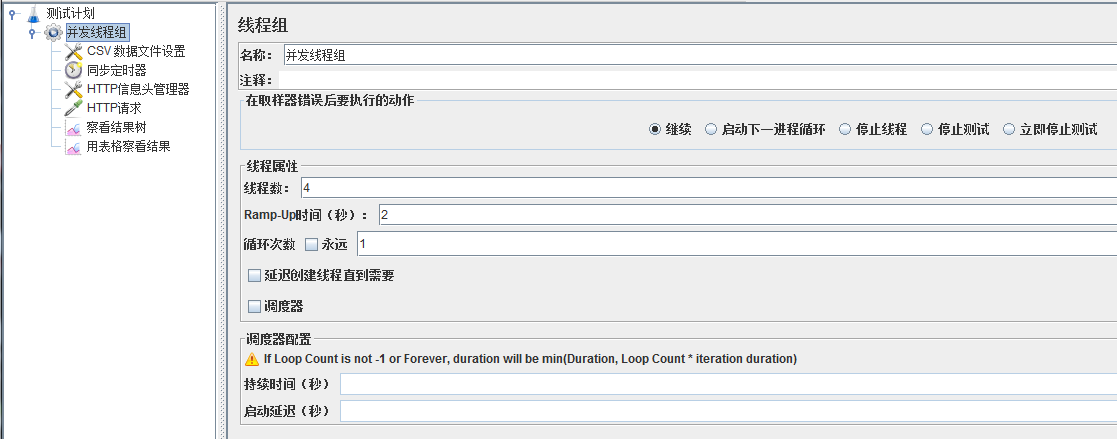 测试计划
并发线程组
CSV 数据文件设置
同步定时器
HTTP信息头管理器
HTTP请求
察看结果树
用表格察看结果
线程组
名称： 并发线程组
注释：
在取样器错误后要执行的动作
继续 启动下一进程循环 停止线程 停止测试 立即停止测试
线程属性
线程数： 4
Ramp-Up时间（秒）： 2
循环次数 永远 1
延迟创建线程直到需要
调度器
调度器配置
If Loop Count is not -1 or Forever, duration will be min(Duration, Loop Count * iteration duration)
持续时间（秒）
启动延迟（秒）